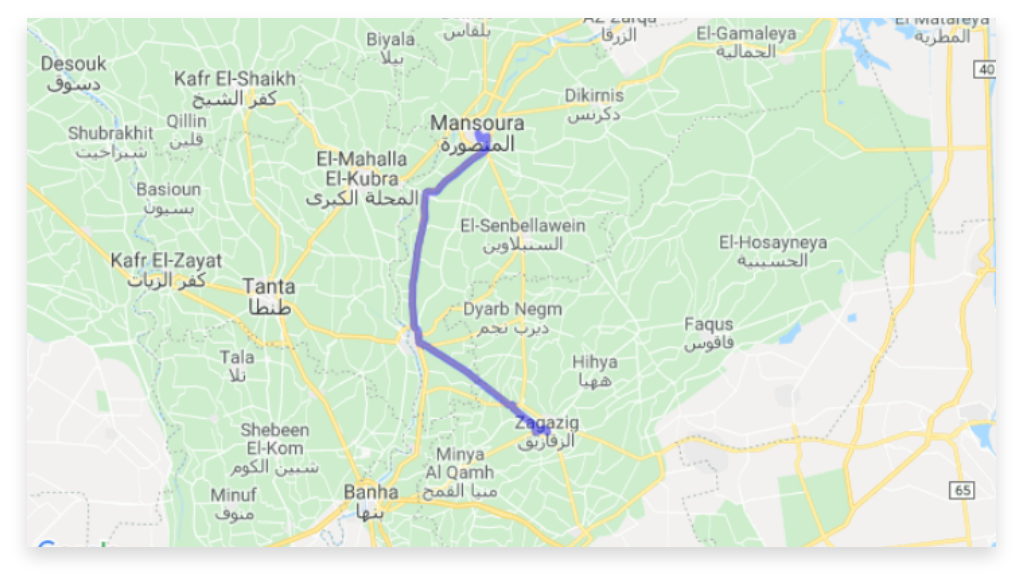 بلقاس
Az Zarqa
الزرقا
El Matareya
المطرية
Biyala
بيلا
El-Gamaleya
الجمالية
Desouk
دسوق
Kafr El-Shaikh
كفر الشيخ
40
Dikirnis
دكرنس
Qillin
قلين
Mansoura
المنصورة
Shubrakhit
شبراخيت
El-Mahalla
El-Kubra
المحلة الكبرى
Basioun
بسيون
El-Senbellawein
السنبلاوين
El-Hosayneya
الحسينية
Kafr El-Zayat
كفر الزيات
Tanta
طنطا
Dyarb Negm
ديرب نجم
Faqus
فاقوس
Tala
تلا
Hihya
ههيا
Zagazig
الزقازيق
Shebeen
El-Kom
شبين الكوم
Minya
Al Qamh
منيا القمح
Minuf
منوف
Banha
بنها
65